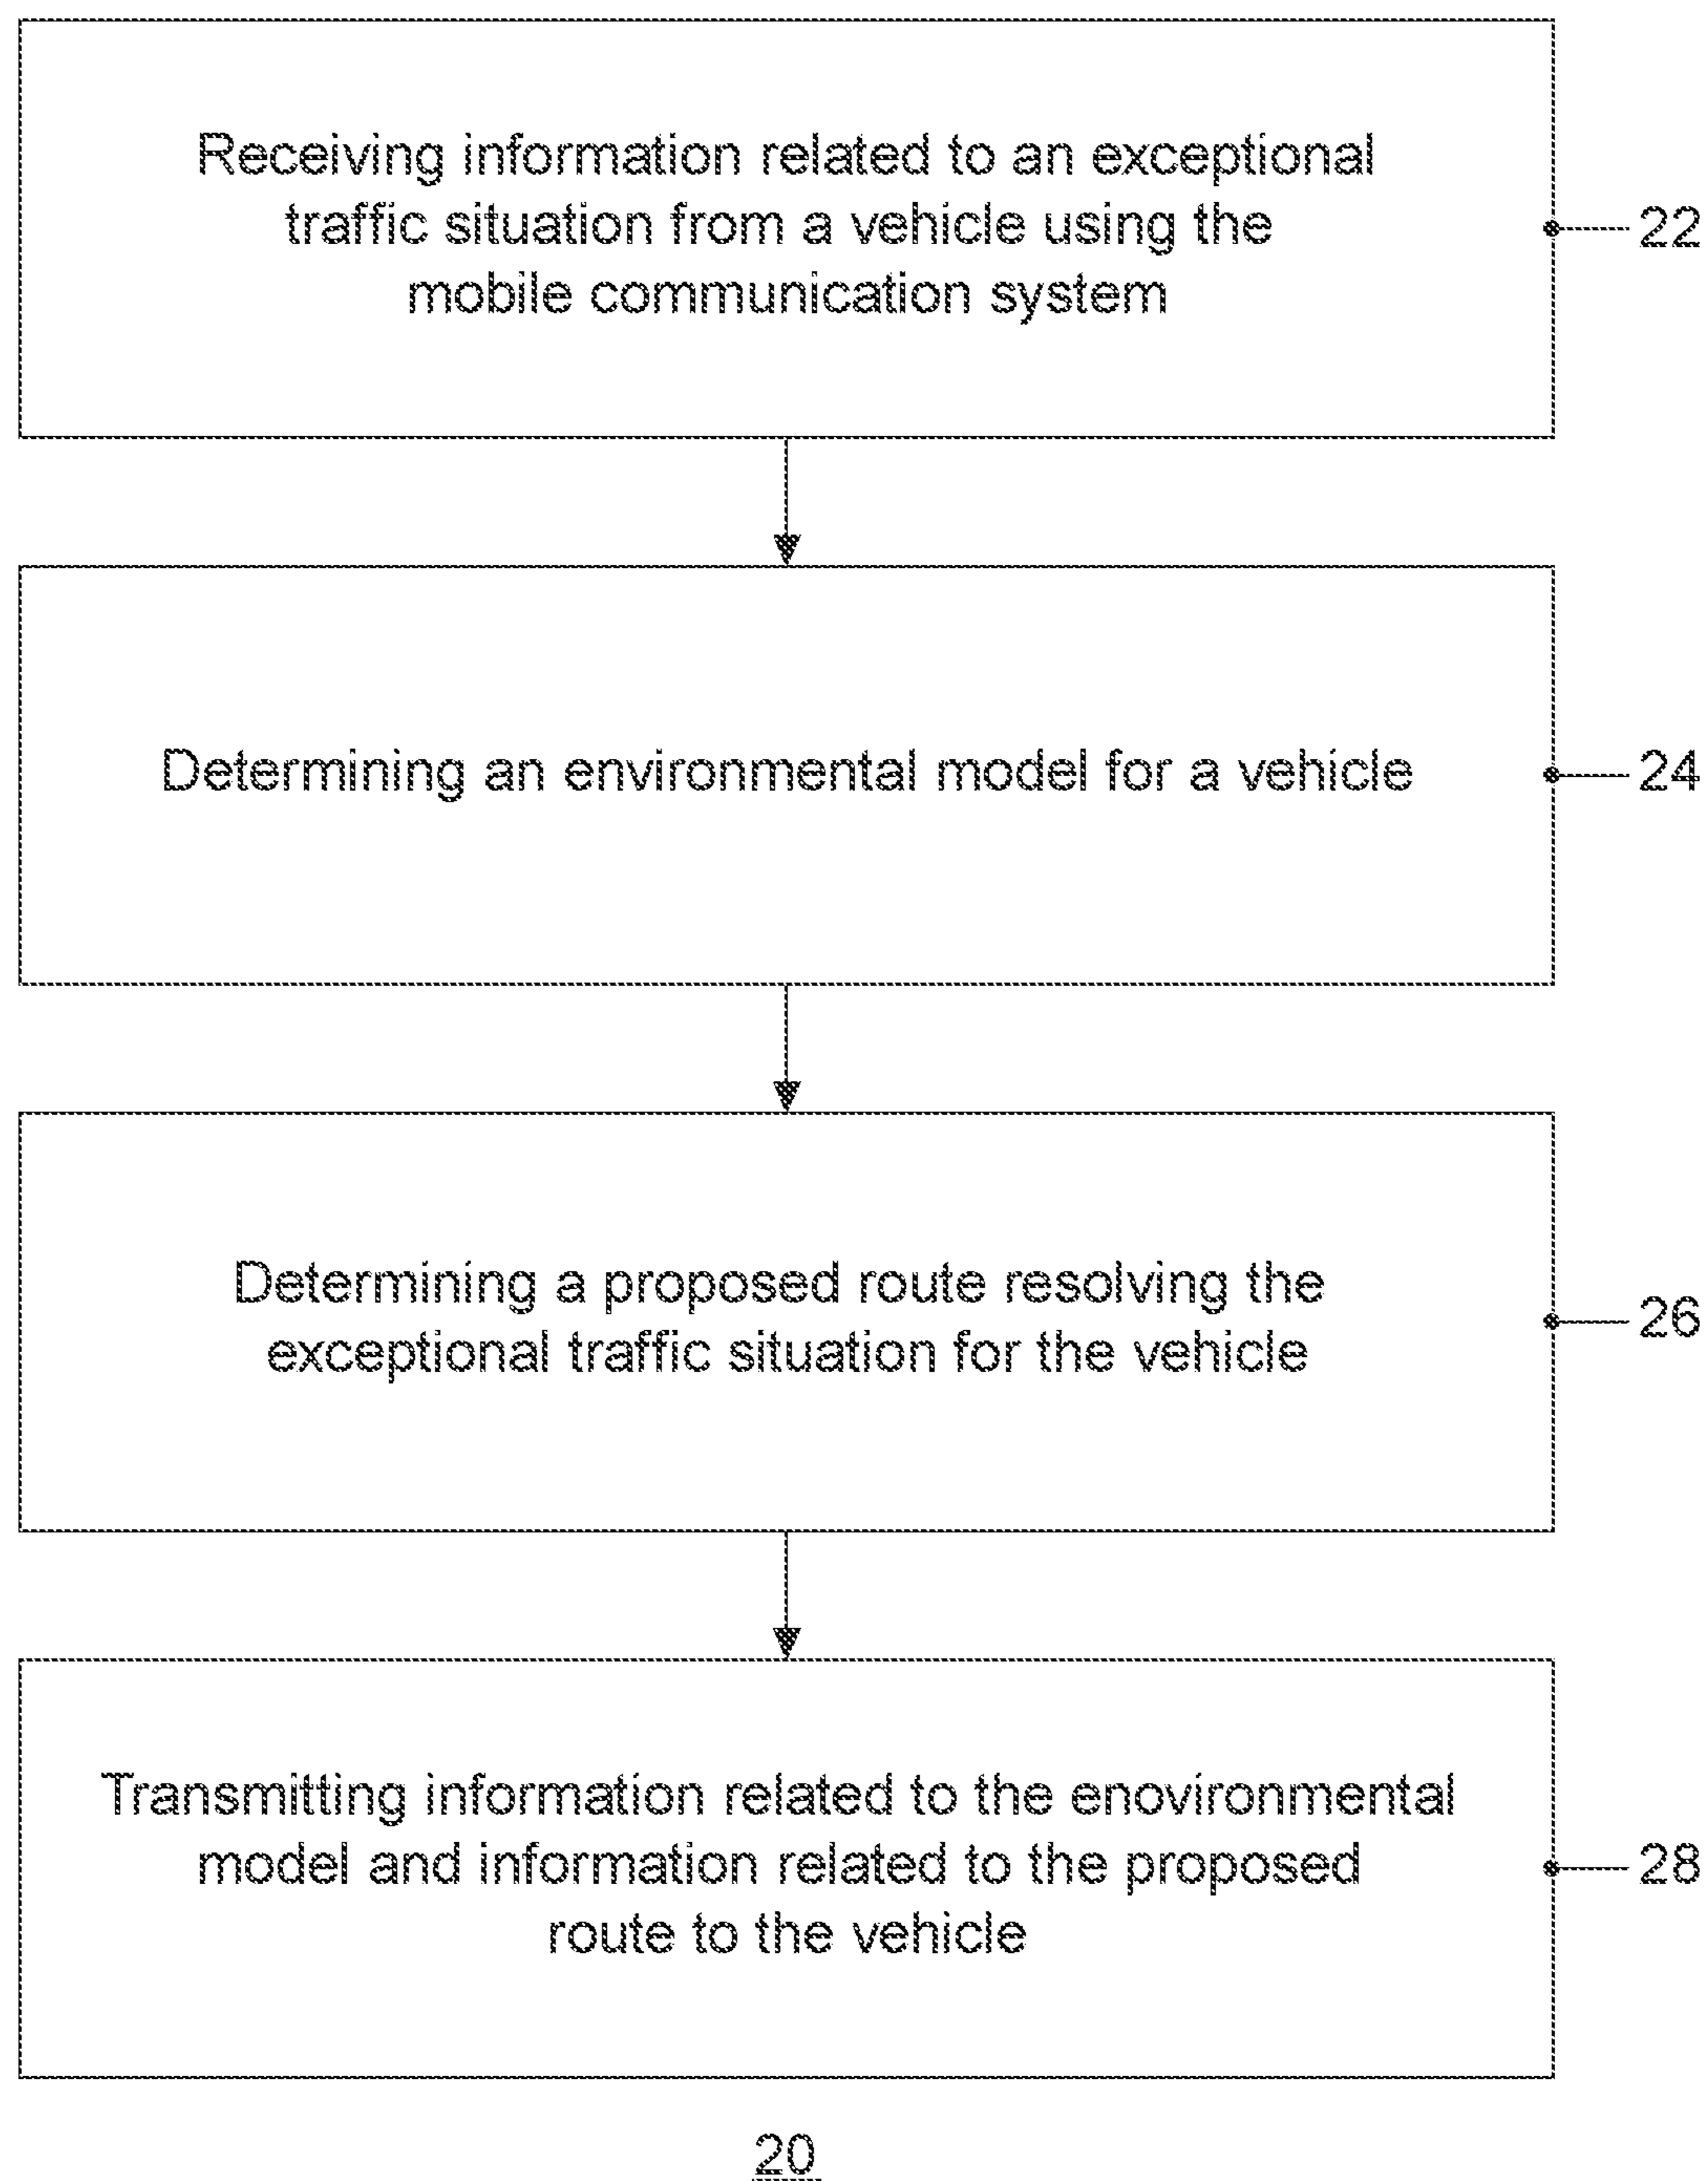 Receiving information related to an exceptional
traffic situation from a vehicle using the
mobile communication system
22
Determining an environmental model for a vehicle
24
Determining a proposed route resolving the
exceptional traffic situation for the vehicle
26
Transmitting information related to the enovironmental
model and information related to the proposed
route to the vehicle
28
20